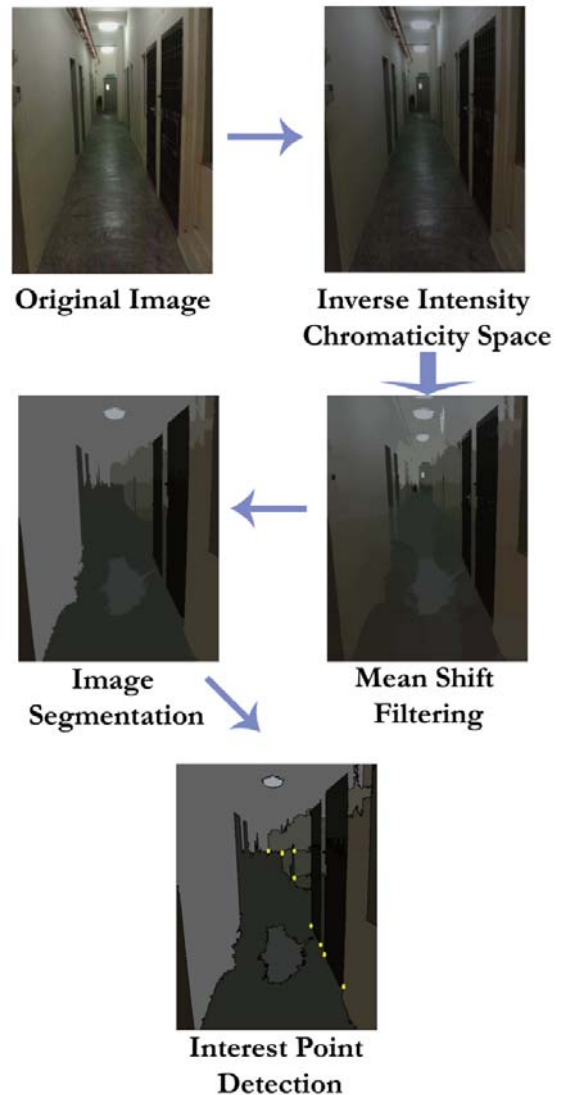 Original Image
Inverse Intensity
Chromaticity Space
Mean Shift
Filtering
Image
Segmentation
Interest Point
Detection